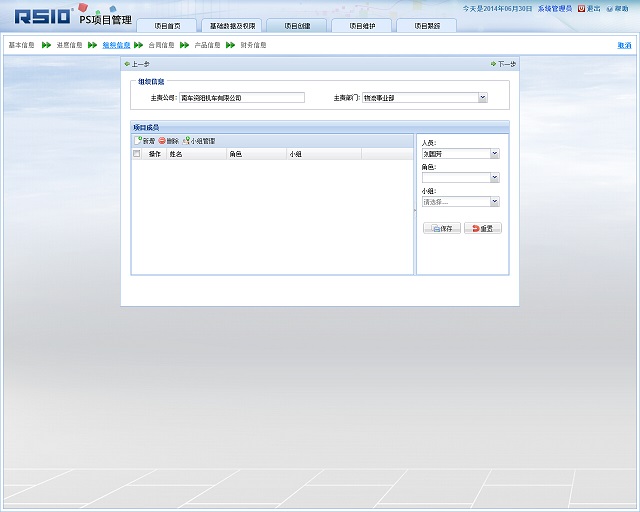 今天是2014年06月30日 系统管理员 退出 帮助
RSIO PS项目管理
项目首页 基础数据及权限 项目创建 项目维护 项目跟踪
基本信息 进度信息 组织信息 合同信息 产品信息 财务信息 取消
上一步 下一步
组织信息
主责公司: 南车资阳机车有限公司 主责部门: 物流事业部
项目成员
新增 删除 小组管理
操作 姓名 角色 小组
人员:
刘国芳
角色:
小组:
请选择...
保存 重置